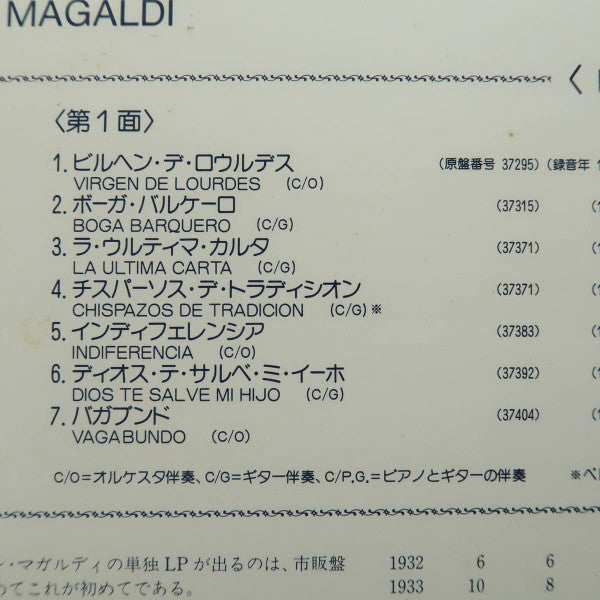 MAGALDI
〈
〈第1面〉
1. ビルヘン・デ・ロウルデス (原盤番号 37295) (録音年
VIRGEN DE LOURDES (C/O)
2. ボーガ・バルケーロ (37315)
BOGA BARQUERO (C/G)
3. ラ・ウルティマ・カルタ (37371)
LA ULTIMA CARTA (C/G)
4. チスパーソス・デ・トラディシオン (37371)
CHISPAZOS DE TRADICION (C/G)※
5. インディフェレンシア (37383)
INDIFERENCIA (C/O)
6. ディオス・テ・サルベ・ミ・イーホ (37392)
DIOS TE SALVE MI HIJO (C/G)
7. バガブンド (37404)
VAGABUNDO (C/O)
C/O=オルケスタ伴奏、C/G=ギター伴奏、C/P.G.=ピアノとギターの伴奏 ※ベ
ン・マガルディの単独LPが出るのは、市販盤 1932 6 6
めてこれが初めてである。 1933 10 8